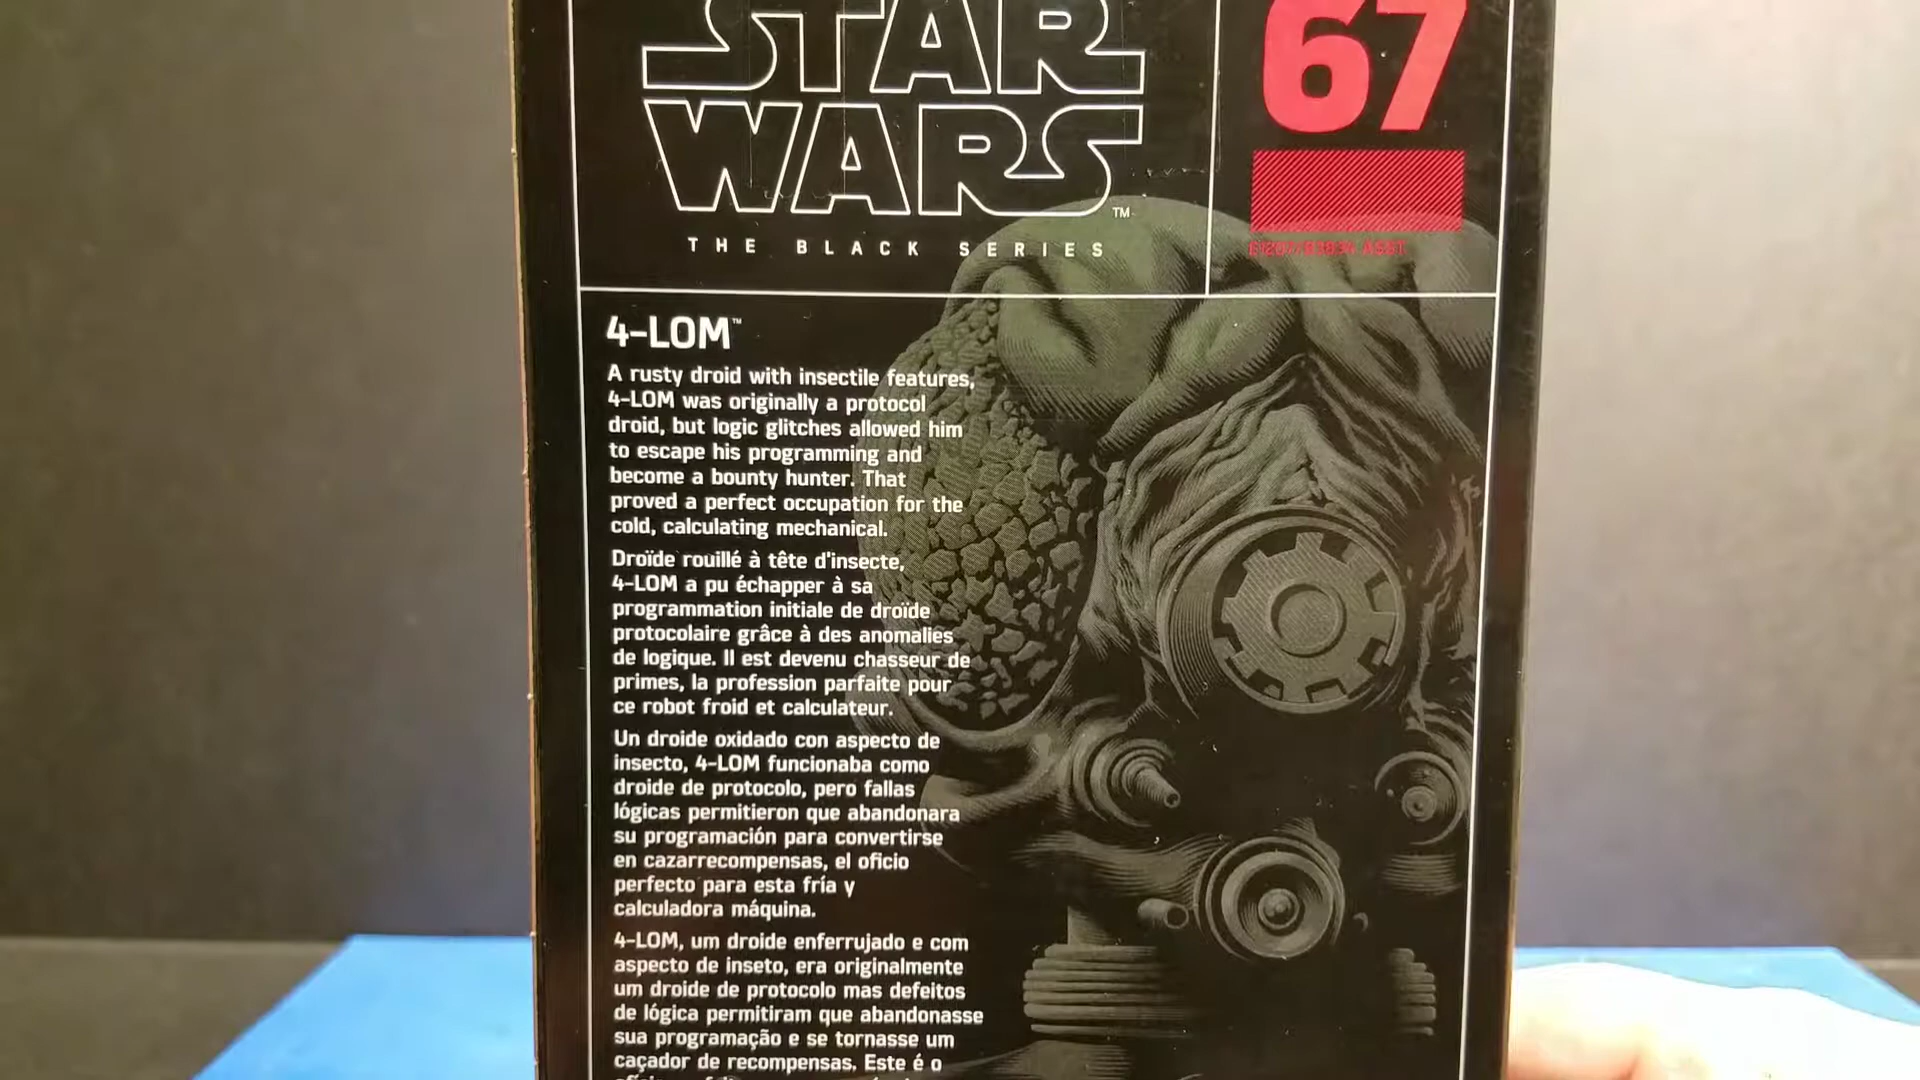 STAR
67
WARS™
THE BLACK SERIES
4-LOM™
A rusty droid with insectile features,
4-LOM was originally a protocol
droid, but logic glitches allowed him
to escape his programming and
become a bounty hunter. That
proved a perfect occupation for the
cold, calculating mechanical.
Droïde rouillé à tête d'insecte,
4-LOM a pu échapper à sa
programmation initiale de droïde
protocolaire grâce à des anomalies
de logique. Il est devenu chasseur de
primes, la profession parfaite pour
ce robot froid et calculateur.
Un droide oxidado con aspecto de
insecto, 4-LOM funcionaba como
droide de protocolo, pero fallas
lógicas permitieron que abandonara
su programación para convertirse
en cazarrecompensas, el oficio
perfecto para esta fría y
calculadora máquina.
4-LOM, um droide enferrujado e com
aspecto de inseto, era originalmente
um droide de protocolo mas defeitos
de lógica permitiram que abandonasse
sua programação e se tornasse um
caçador de recompensas. Este é o